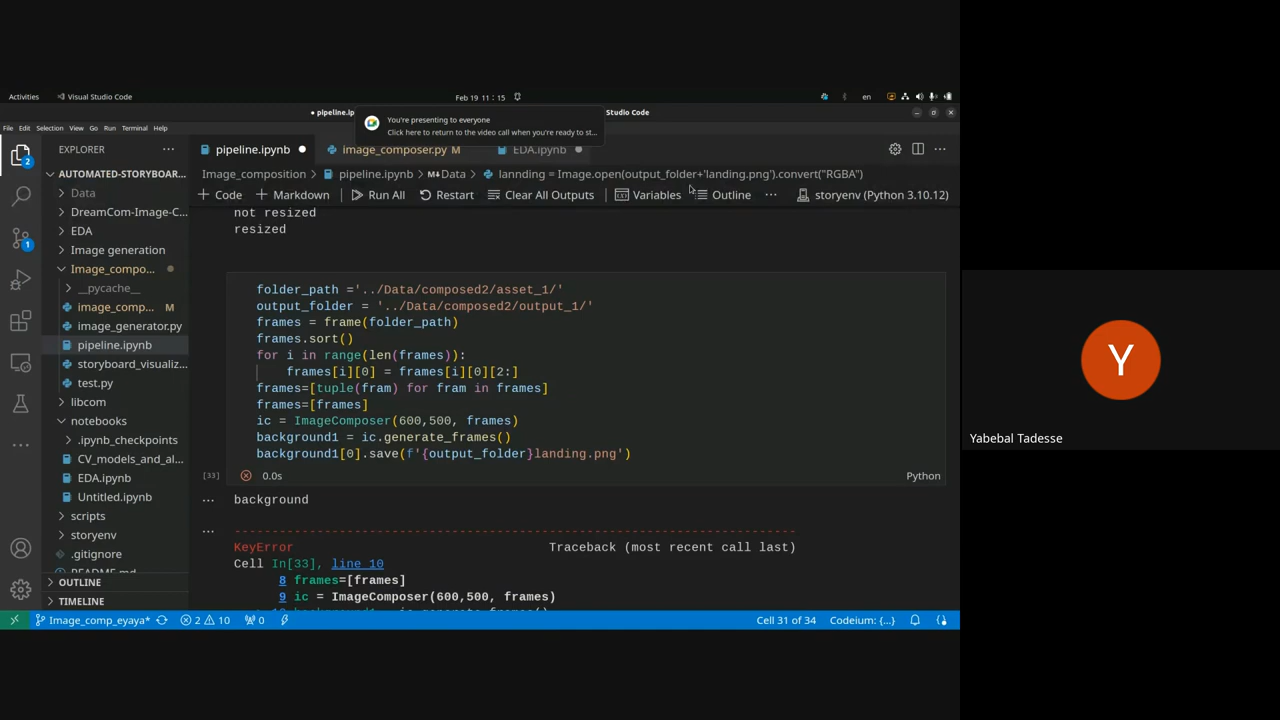 Activities
Visual Studio Code
Feb 19 11:15
en
● pipeline.ip
Studio Code
You're presenting to everyone
Click here to return to the video call when you're ready to st...
File Edit Selection View Go Run Terminal Help
EXPLORER
pipeline.ipynb
image_composer.py M
EDA.ipynb
AUTOMATED-STORYBOAR...
Image_composition > pipeline.ipynb > M↓Data > lannding = Image.open(output_folder+'landing.png').convert("RGBA")
+ Code + Markdown Run All Restart Clear All Outputs Variables Outline ... storyenv (Python 3.10.12)
Data
DreamCom-Image-C...
EDA
Image generation
Image_compo...
__pycache__
image_comp... M
image_generator.py
pipeline.ipynb
storyboard_visualiz...
test.py
libcom
notebooks
.ipynb_checkpoints
CV_models_and_al...
EDA.ipynb
Untitled.ipynb
scripts
storyenv
.gitignore
README.md
OUTLINE
TIMELINE
2
1
not resized
resized
folder_path ='../Data/composed2/asset_1/'
output_folder = '../Data/composed2/output_1/'
frames = frame(folder_path)
frames.sort()
for i in range(len(frames)):
frames[i][0] = frames[i][0][2:]
frames=[tuple(fram) for fram in frames]
frames=[frames]
ic = ImageComposer(600,500, frames)
background1 = ic.generate_frames()
background1[0].save(f'{output_folder}landing.png')
[33]
0.0s
Python
background
---------------------------------------------------------------------------
KeyError Traceback (most recent call last)
Cell In[33], line 10
8 frames=[frames]
9 ic = ImageComposer(600,500, frames)
Image_comp_eyaya*
2 10
0
Cell 31 of 34
Codeium: {...}
Y
Yabebal Tadesse